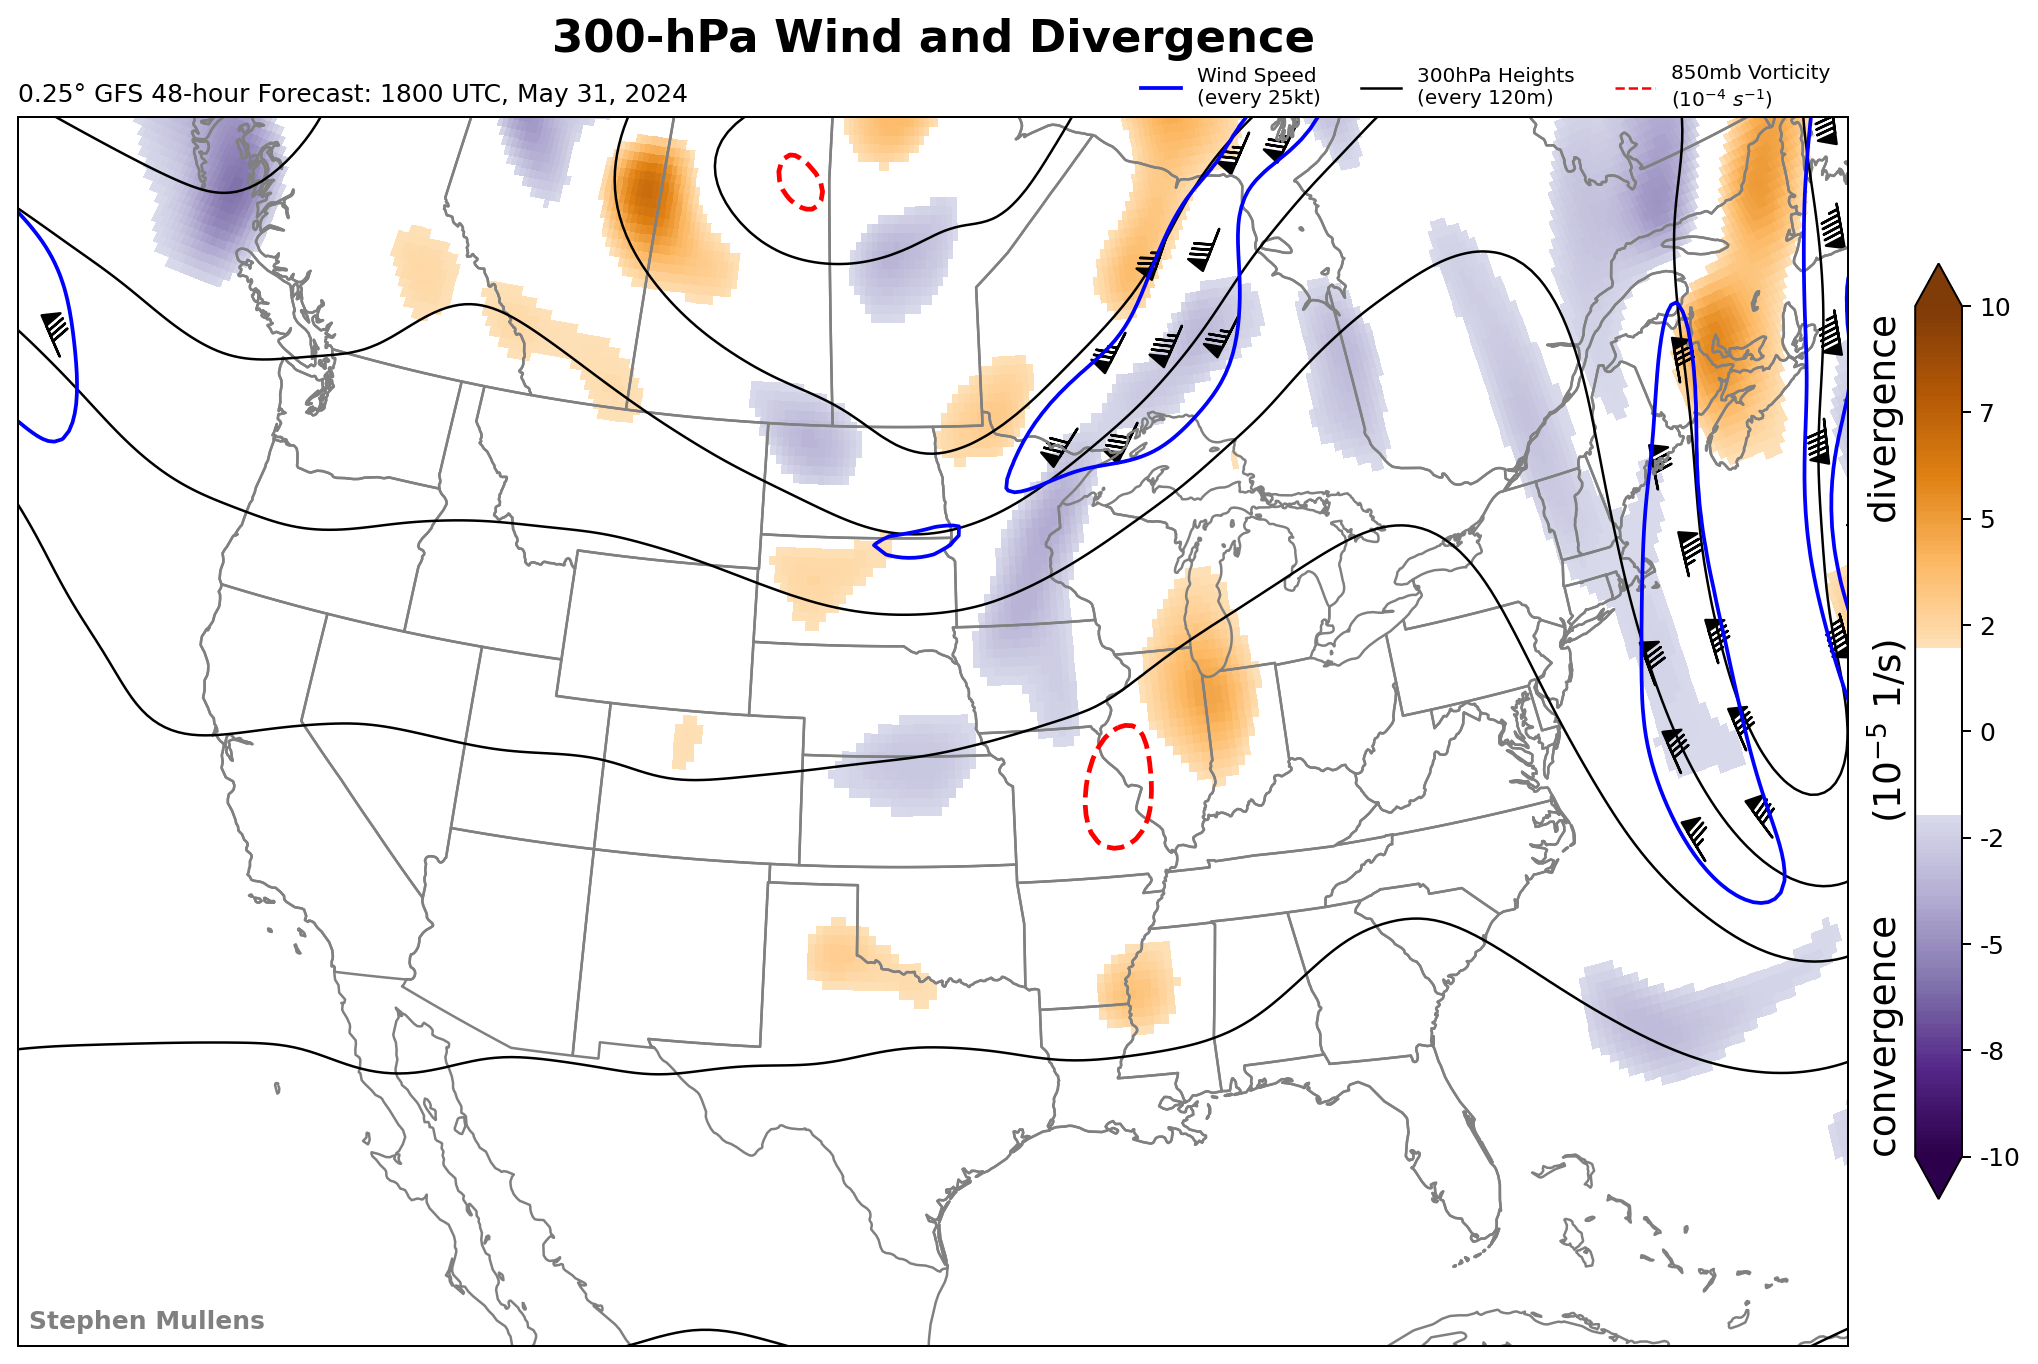 300-hPa Wind and Divergence
0.25° GFS 48-hour Forecast: 1800 UTC, May 31, 2024
Wind Speed
(every 25kt)
300hPa Heights
(every 120m)
850mb Vorticity
(10⁻⁴ s⁻¹)
10
7
5
2
0
-2
-5
-8
-10
convergence (10⁻⁵ 1/s) divergence
Stephen Mullens